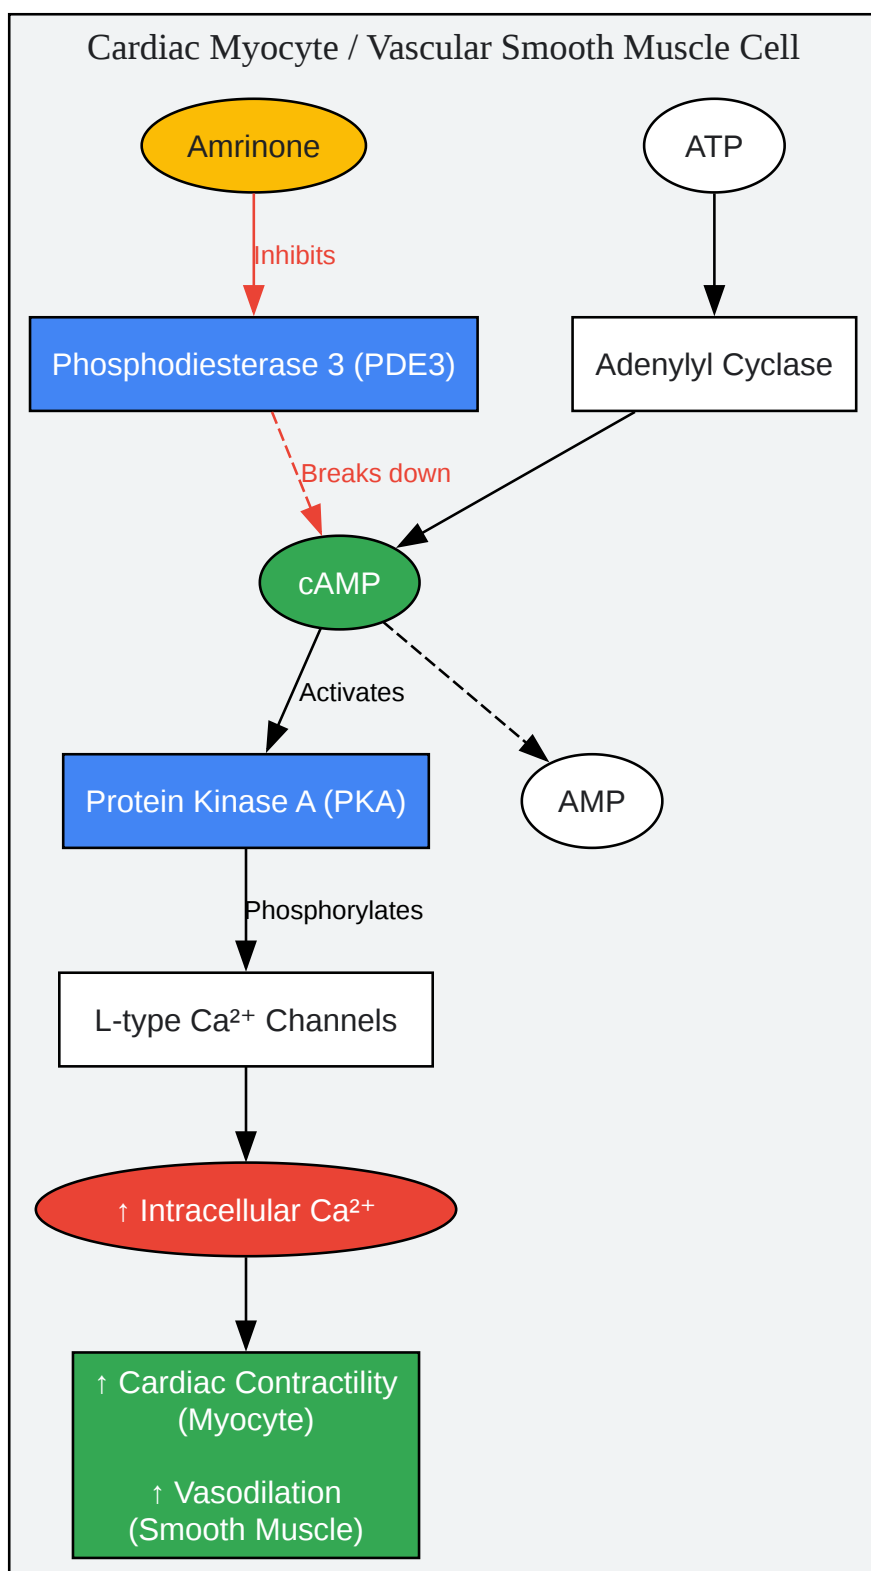 Cardiac Myocyte / Vascular Smooth Muscle Cell
Amrinone
ATP
Inhibits
Phosphodiesterase 3 (PDE3)
Adenylyl Cyclase
Breaks down
cAMP
Activates
Protein Kinase A (PKA)
AMP
Phosphorylates
L-type Ca²⁺ Channels
↑ Intracellular Ca²⁺
↑ Cardiac Contractility
(Myocyte)
↑ Vasodilation
(Smooth Muscle)